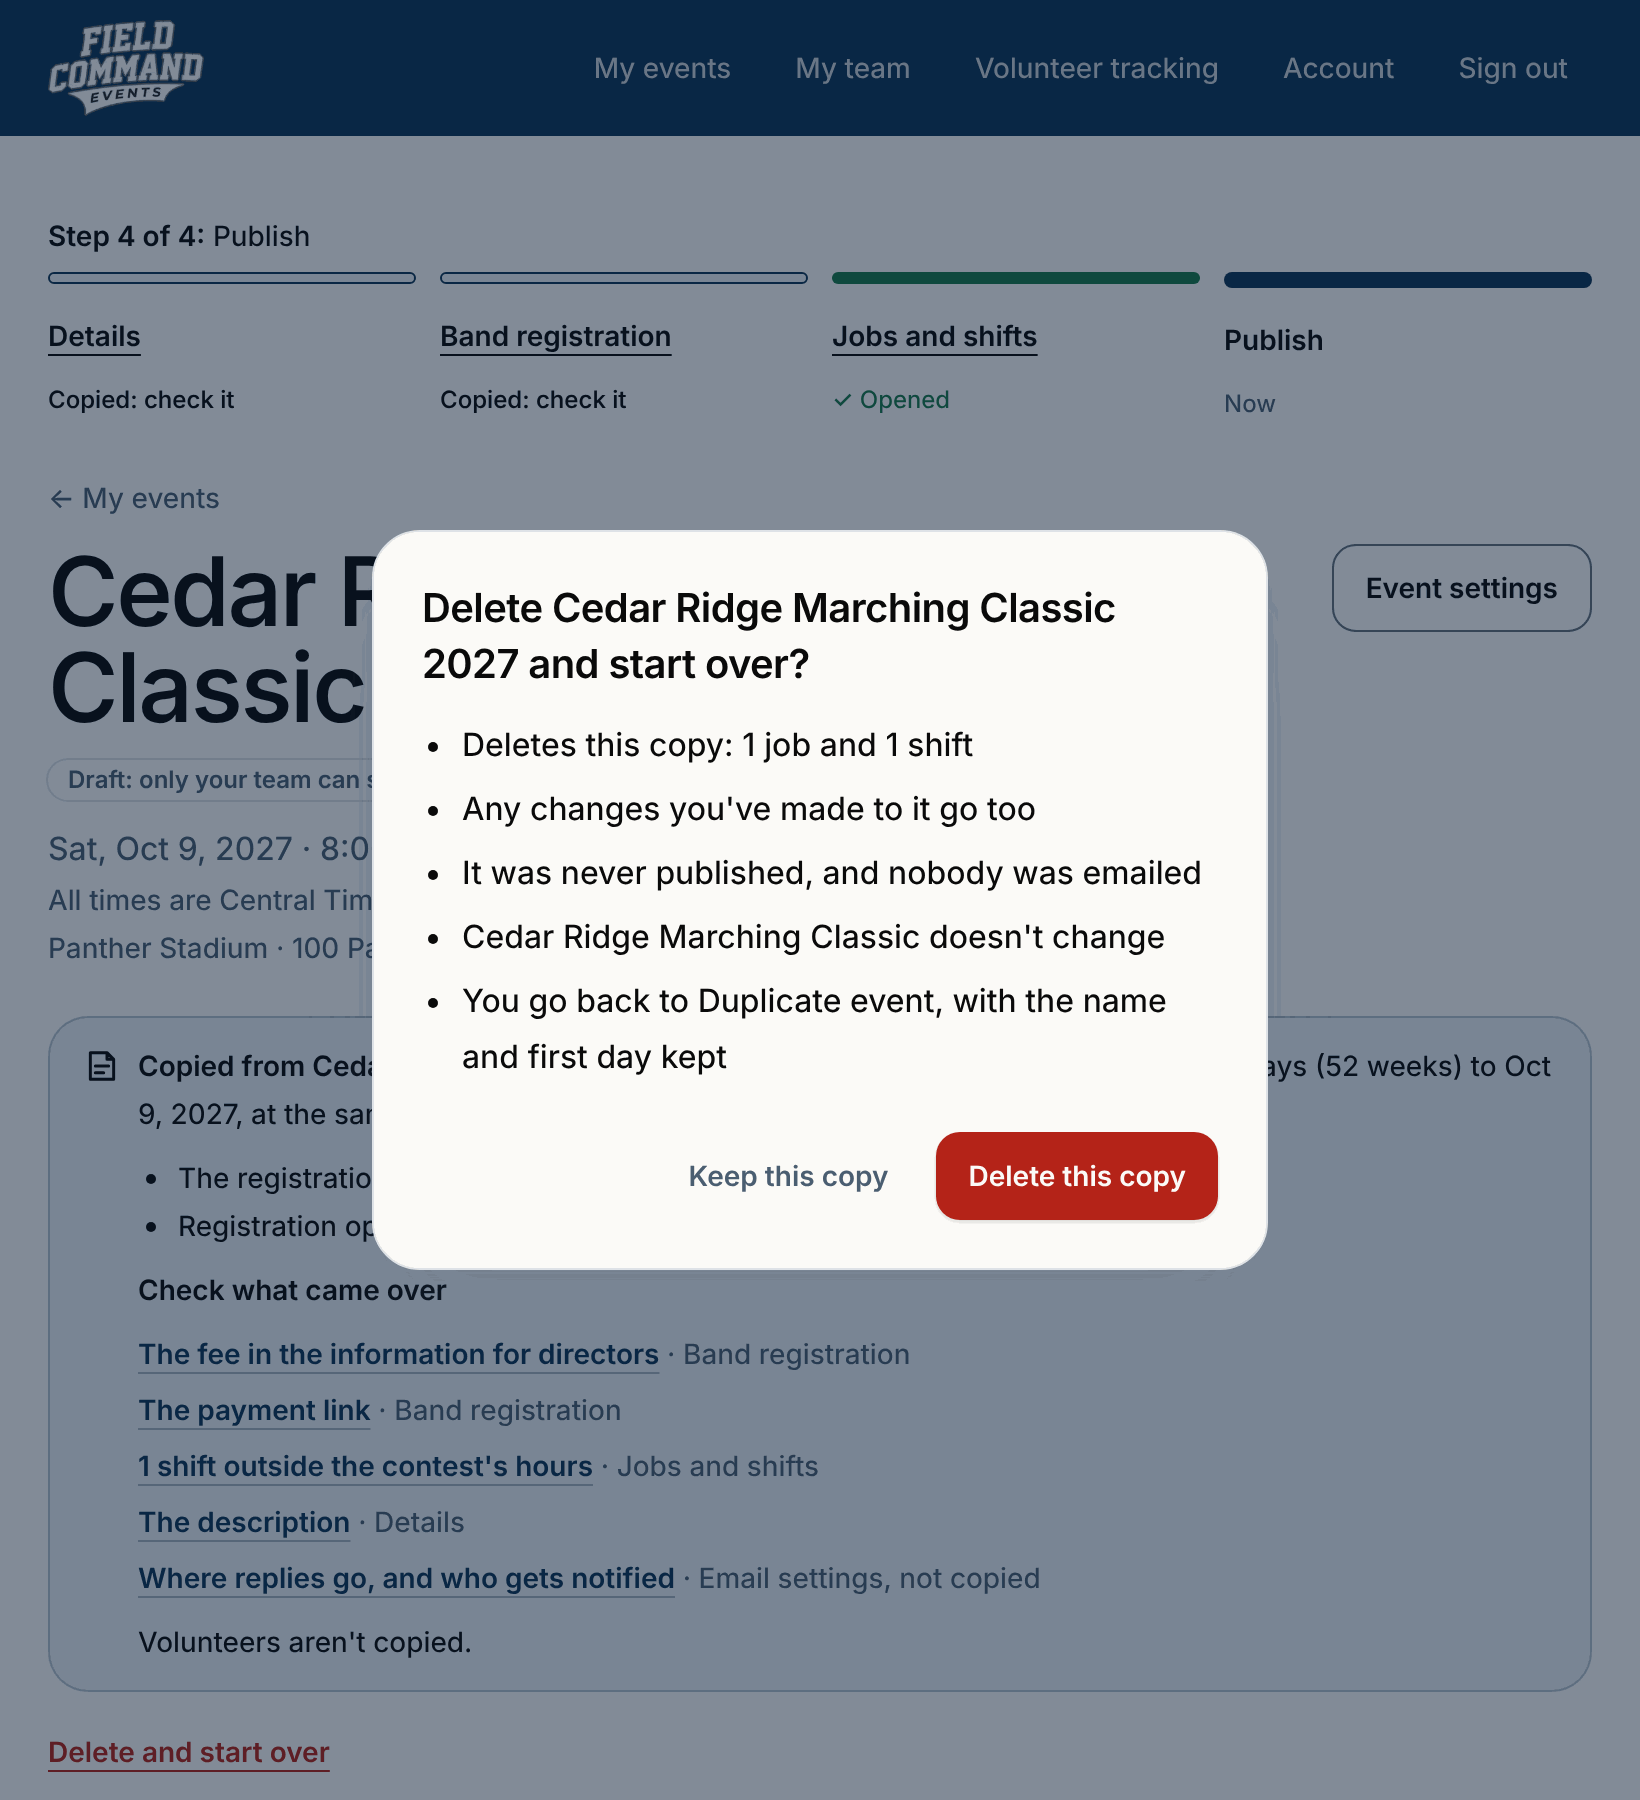 FIELD
COMMAND
EVENTS
My events
My team
Volunteer tracking
Account
Sign out
Step 4 of 4: Publish
Details
Band registration
Jobs and shifts
Publish
Copied: check it
Copied: check it
✓ Opened
Now
← My events
Cedar
Classic
Event settings
Draft: only your team can
Sat, Oct 9, 2027 · 8:0
All times are Central
Panther Stadium · 100
Copied from
(52 weeks) to Oct
9, 2027, at the
• The
• Registration
Delete Cedar Ridge Marching Classic
2027 and start over?
• Deletes this copy: 1 job and 1 shift
• Any changes you've made to it go too
• It was never published, and nobody was emailed
• Cedar Ridge Marching Classic doesn't change
• You go back to Duplicate event, with the name
and first day kept
Keep this copy
Delete this copy
Check what came over
The fee in the information for directors · Band registration
The payment link · Band registration
1 shift outside the contest's hours · Jobs and shifts
The description · Details
Where replies go, and who gets notified · Email settings, not copied
Volunteers aren't copied.
Delete and start over